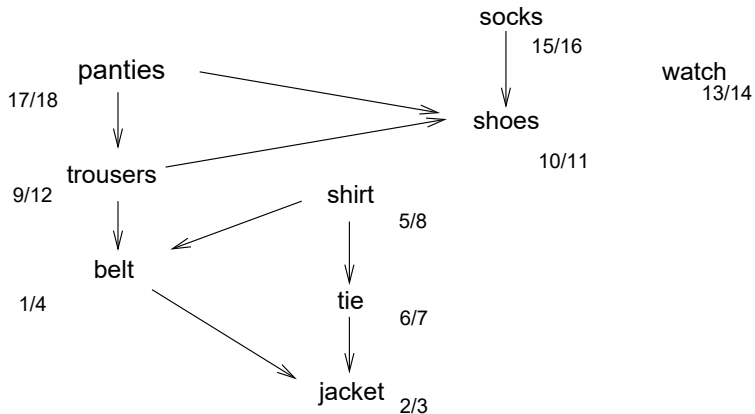 socks
15/16
panties
17/18
watch
13/14
shoes
10/11
trousers
9/12
shirt
5/8
belt
1/4
tie
6/7
jacket
2/3